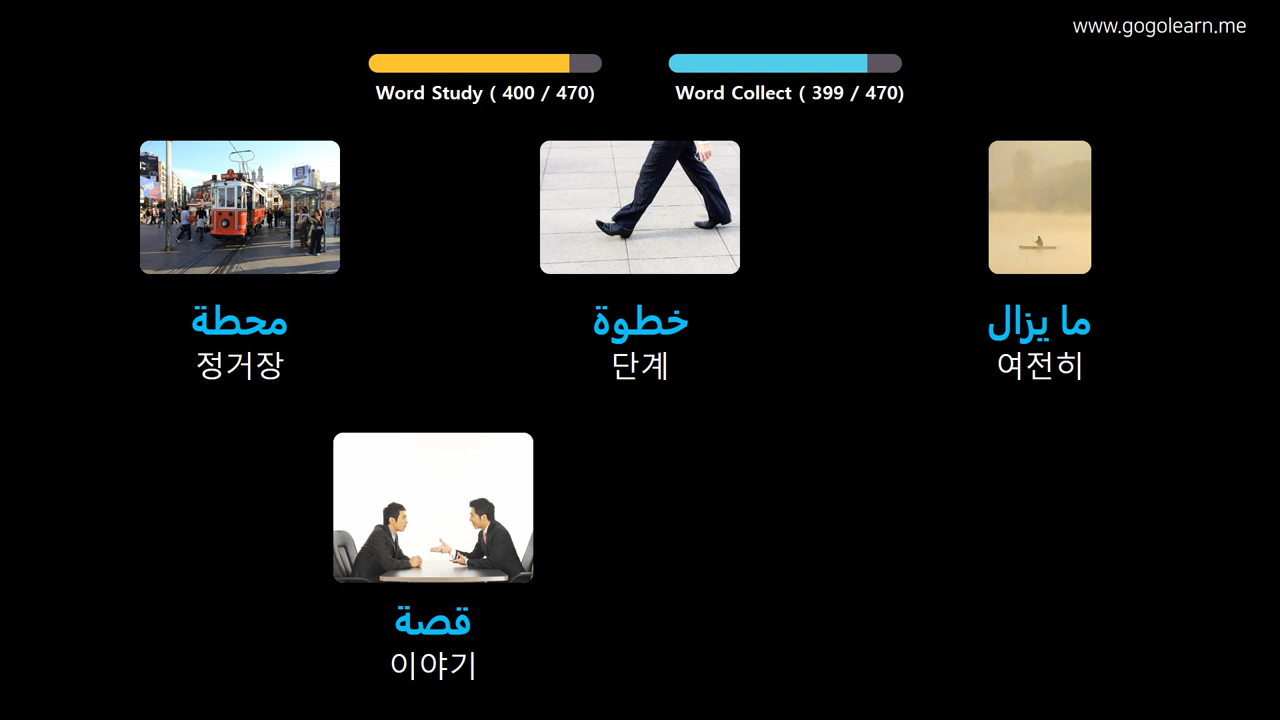 www.gogolearn.me
Word Study ( 400 / 470)
Word Collect ( 399 / 470)
محطة
정거장
خطوة
단계
ما يزال
여전히
قصة
이야기